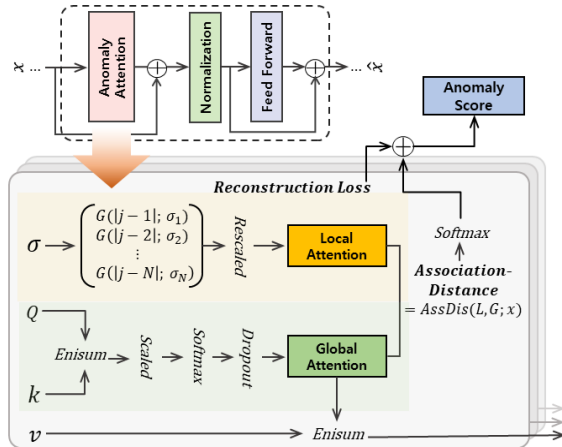 x ...
Anomaly
Attention
Normalization
Feed Forward
... x̂
Anomaly
Score
Reconstruction Loss
σ
G(|j − 1|; σ₁)
G(|j − 2|; σ₂)
⋮
G(|j − N|; σ_N)
Rescaled
Local
Attention
Softmax
Association-
Distance
= AssDis(L, G; x)
Q
Enisum
k
Scaled
Softmax
Dropout
Global
Attention
v
Enisum